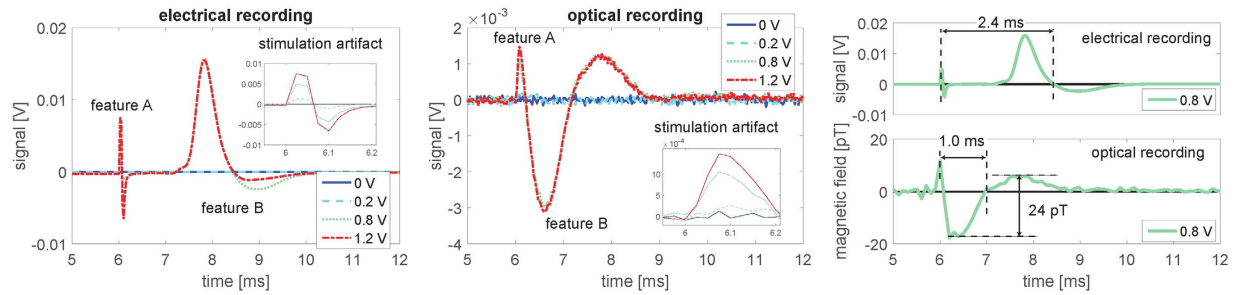 electrical recording
signal [V]
0.02
0.01
0
-0.01
feature A
feature B
stimulation artifact
0.01
0.005
0
-0.005
-0.01
6
6.1
6.2
0 V
0.2 V
0.8 V
1.2 V
5 6 7 8 9 10 11 12
time [ms]
optical recording
×10⁻³
signal [V]
2
1
0
-1
-2
-3
-4
feature A
feature B
0 V
0.2 V
0.8 V
1.2 V
stimulation artifact
×10⁻⁴
10
5
0
6
6.1
6.2
5 6 7 8 9 10 11 12
time [ms]
signal [V]
0.02
0.01
0
-0.01
2.4 ms
electrical recording
0.8 V
magnetic field [pT]
20
0
-20
1.0 ms
optical recording
24 pT
0.8 V
5 6 7 8 9 10 11 12
time [ms]